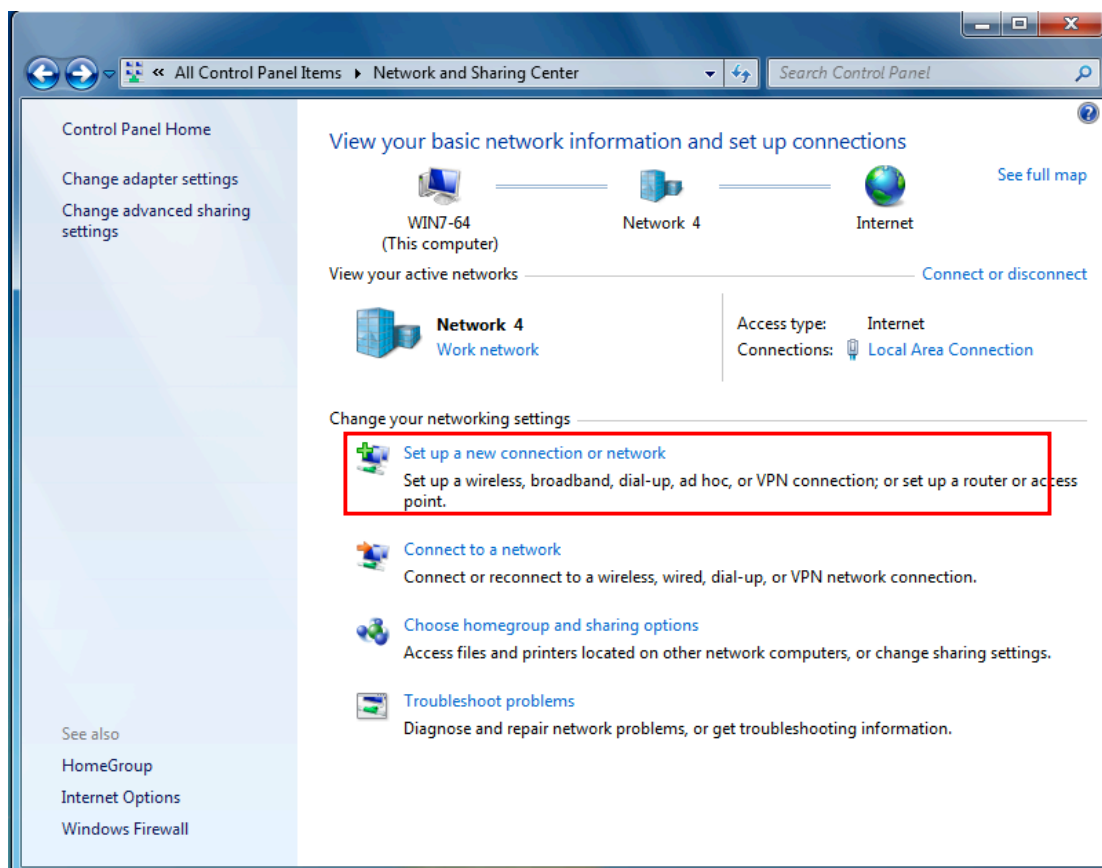 « All Control Panel Items ▸ Network and Sharing Center
Search Control Panel
Control Panel Home
Change adapter settings
Change advanced sharing
settings
See also
HomeGroup
Internet Options
Windows Firewall
View your basic network information and set up connections
See full map
WIN7-64
(This computer)
Network 4
Internet
View your active networks
Connect or disconnect
Network 4
Work network
Access type: Internet
Connections: Local Area Connection
Change your networking settings
Set up a new connection or network
Set up a wireless, broadband, dial-up, ad hoc, or VPN connection; or set up a router or access
point.
Connect to a network
Connect or reconnect to a wireless, wired, dial-up, or VPN network connection.
Choose homegroup and sharing options
Access files and printers located on other network computers, or change sharing settings.
Troubleshoot problems
Diagnose and repair network problems, or get troubleshooting information.